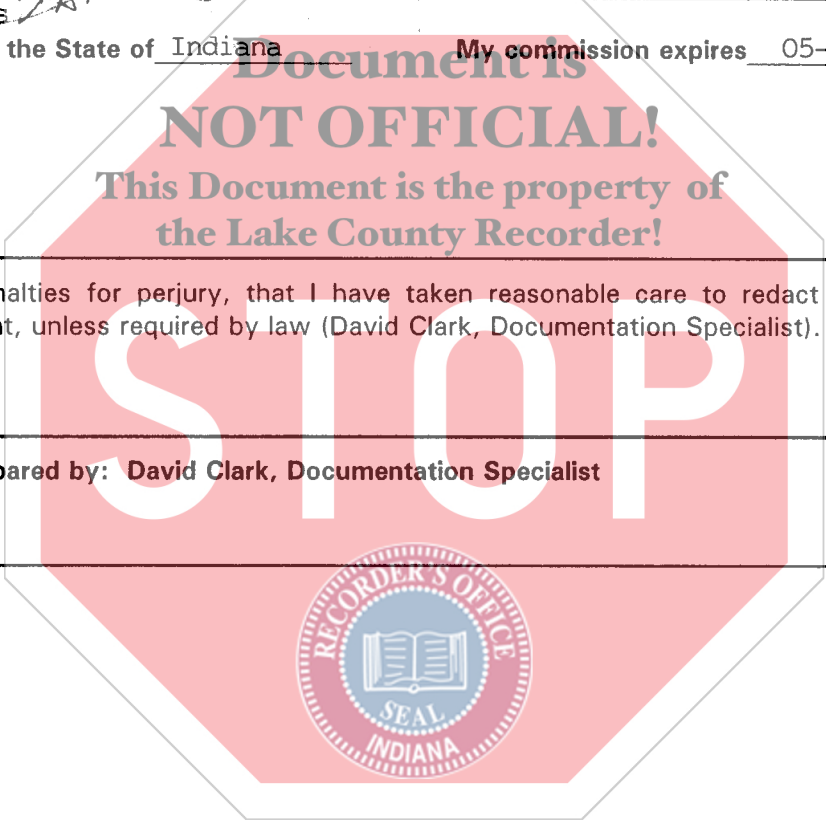 the State of Indiana My commission expires 05-
Document is
NOT OFFICIAL!
This Document is the property of
the Lake County Recorder!
alties for perjury, that I have taken reasonable care to redact
t, unless required by law (David Clark, Documentation Specialist).
STOP
ared by: David Clark, Documentation Specialist
RECORDER'S OFFICE
SEAL
INDIANA